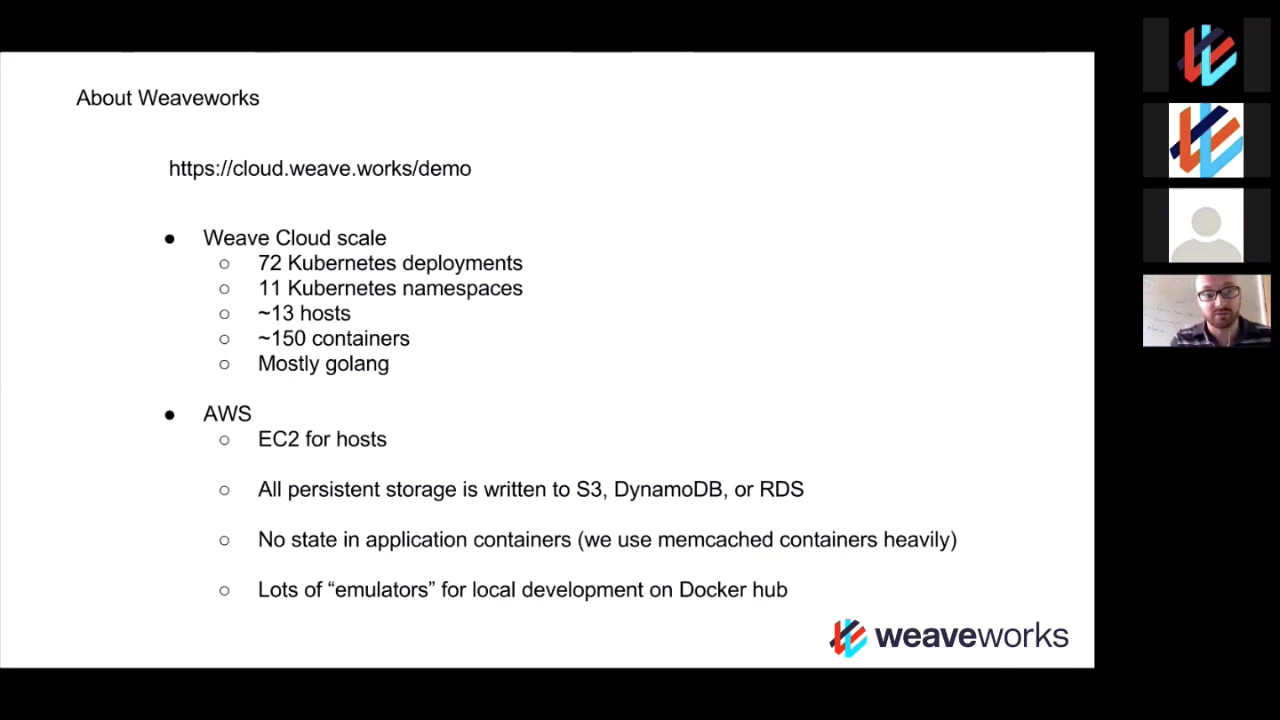 About Weaveworks
https://cloud.weave.works/demo
● Weave Cloud scale
○ 72 Kubernetes deployments
○ 11 Kubernetes namespaces
○ ~13 hosts
○ ~150 containers
○ Mostly golang
● AWS
○ EC2 for hosts
○ All persistent storage is written to S3, DynamoDB, or RDS
○ No state in application containers (we use memcached containers heavily)
○ Lots of “emulators” for local development on Docker hub
weaveworks